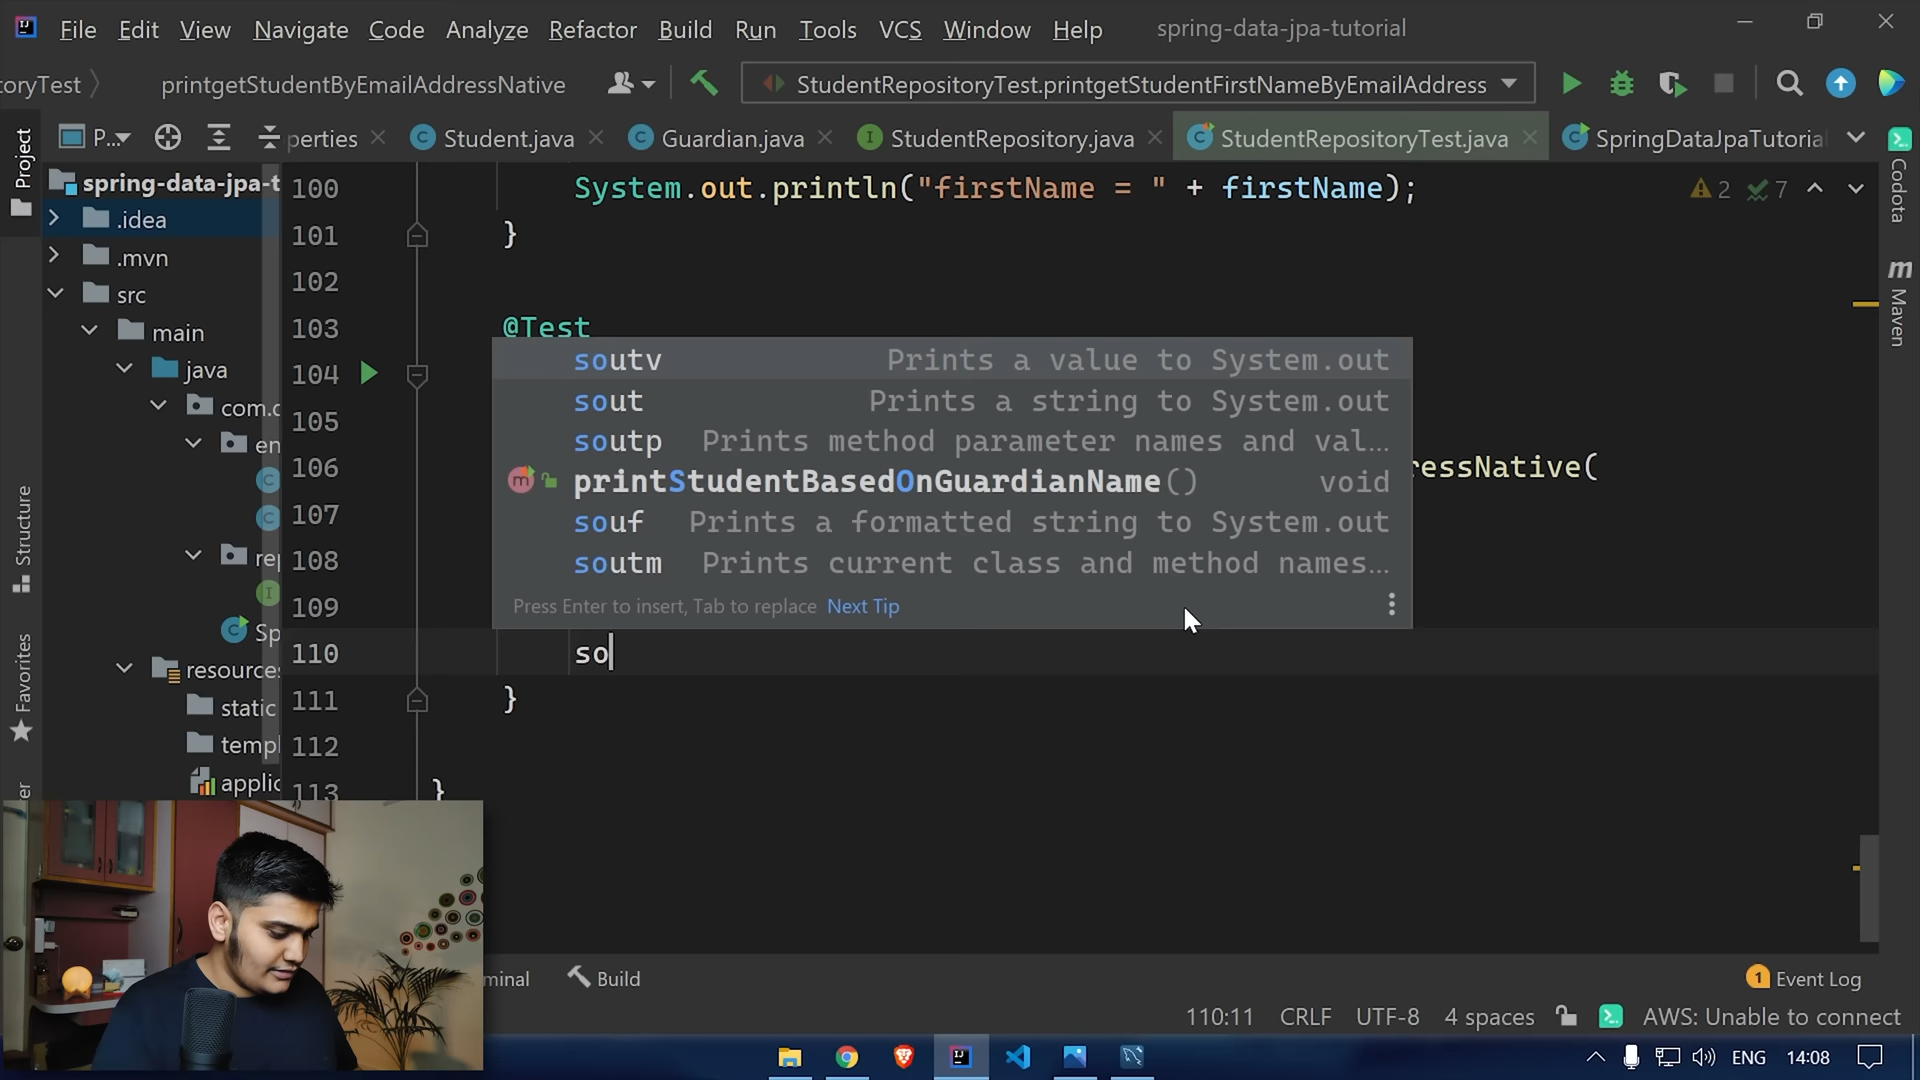 File Edit View Navigate Code Analyze Refactor Build Run Tools VCS Window Help spring-data-jpa-tutorial
oryTest printgetStudentByEmailAddressNative StudentRepositoryTest.printgetStudentFirstNameByEmailAddress
P... perties Student.java Guardian.java StudentRepository.java StudentRepositoryTest.java SpringDataJpaTutorial
Project
Structure
Favorites
er
spring-data-jpa-t
.idea
.mvn
src
main
java
com.
en
rep
Sp
resources
static
templ
applic
100 System.out.println("firstName = " + firstName); 2 7
101 }
102
103 @Test
104
105
106 ressNative(
107
108
109
110 so
111 }
112
113 }
soutv Prints a value to System.out
sout Prints a string to System.out
soutp Prints method parameter names and val...
m printStudentBasedOnGuardianName() void
souf Prints a formatted string to System.out
soutm Prints current class and method names...
Press Enter to insert, Tab to replace Next Tip
Codota
m Maven
minal Build 1 Event Log
110:11 CRLF UTF-8 4 spaces AWS: Unable to connect
ENG 14:08